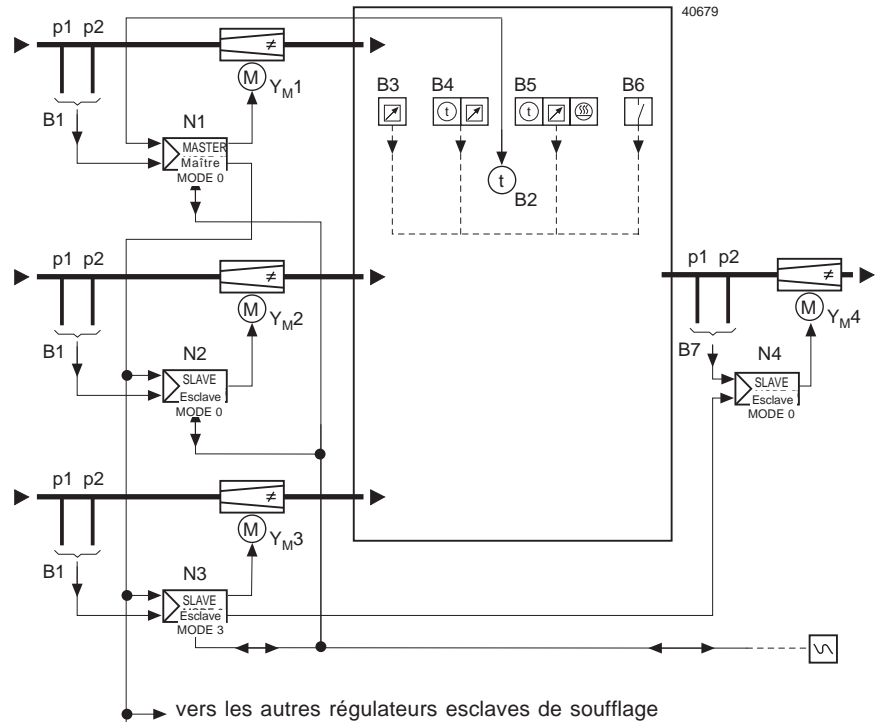 40679
p1 p2
≠
M
Y_M1
B1
N1
MASTER
Maître
MODE 0
B3
B4
B5
B6
t
t
t
B2
p1 p2
≠
M
Y_M2
B1
N2
SLAVE
Esclave
MODE 0
p1 p2
≠
M
Y_M4
B7
N4
SLAVE
Esclave
MODE 0
p1 p2
≠
M
Y_M3
B1
N3
SLAVE
Esclave
MODE 3
vers les autres régulateurs esclaves de soufflage